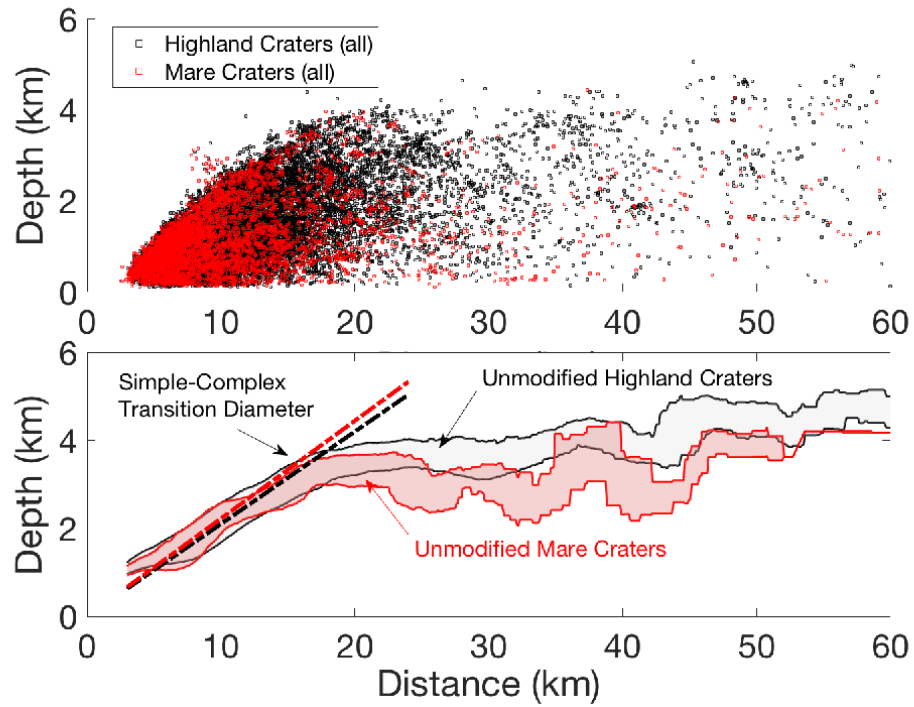 6
Highland Craters (all)
Mare Craters (all)
4
2
0
Depth (km)
0 10 20 30 40 50 60
6
Simple-Complex
Transition Diameter
Unmodified Highland Craters
4
2
Unmodified Mare Craters
0
Depth (km)
0 10 20 30 40 50 60
Distance (km)